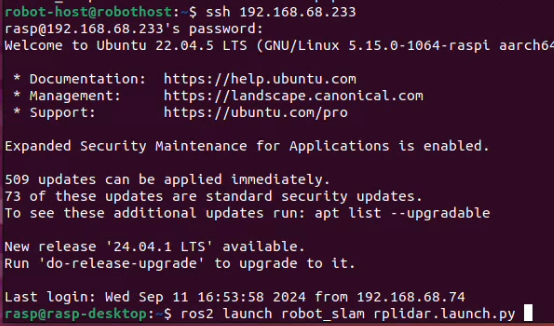 robot-host@robothost:~$ ssh 192.168.68.233
rasp@192.168.68.233's password:
Welcome to Ubuntu 22.04.5 LTS (GNU/Linux 5.15.0-1064-raspi aarch64
* Documentation: https://help.ubuntu.com
* Management: https://landscape.canonical.com
* Support: https://ubuntu.com/pro
Expanded Security Maintenance for Applications is enabled.
509 updates can be applied immediately.
73 of these updates are standard security updates.
To see these additional updates run: apt list --upgradable
New release '24.04.1 LTS' available.
Run 'do-release-upgrade' to upgrade to it.
Last login: Wed Sep 11 16:53:58 2024 from 192.168.68.74
rasp@rasp-desktop:~$ ros2 launch robot_slam rplidar.launch.py